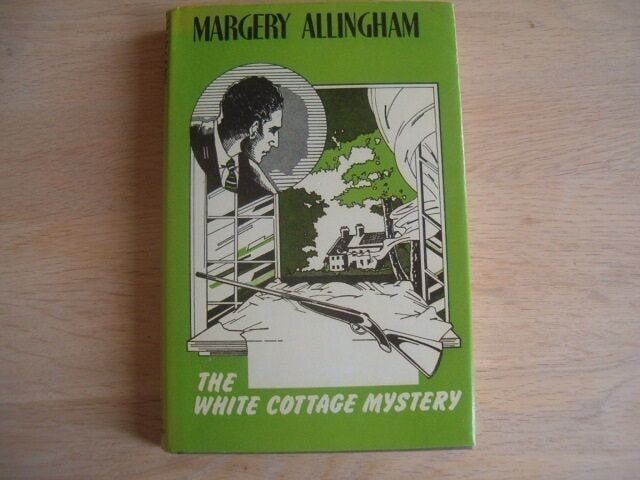 MARGERY ALLINGHAM
THE
WHITE COTTAGE MYSTERY